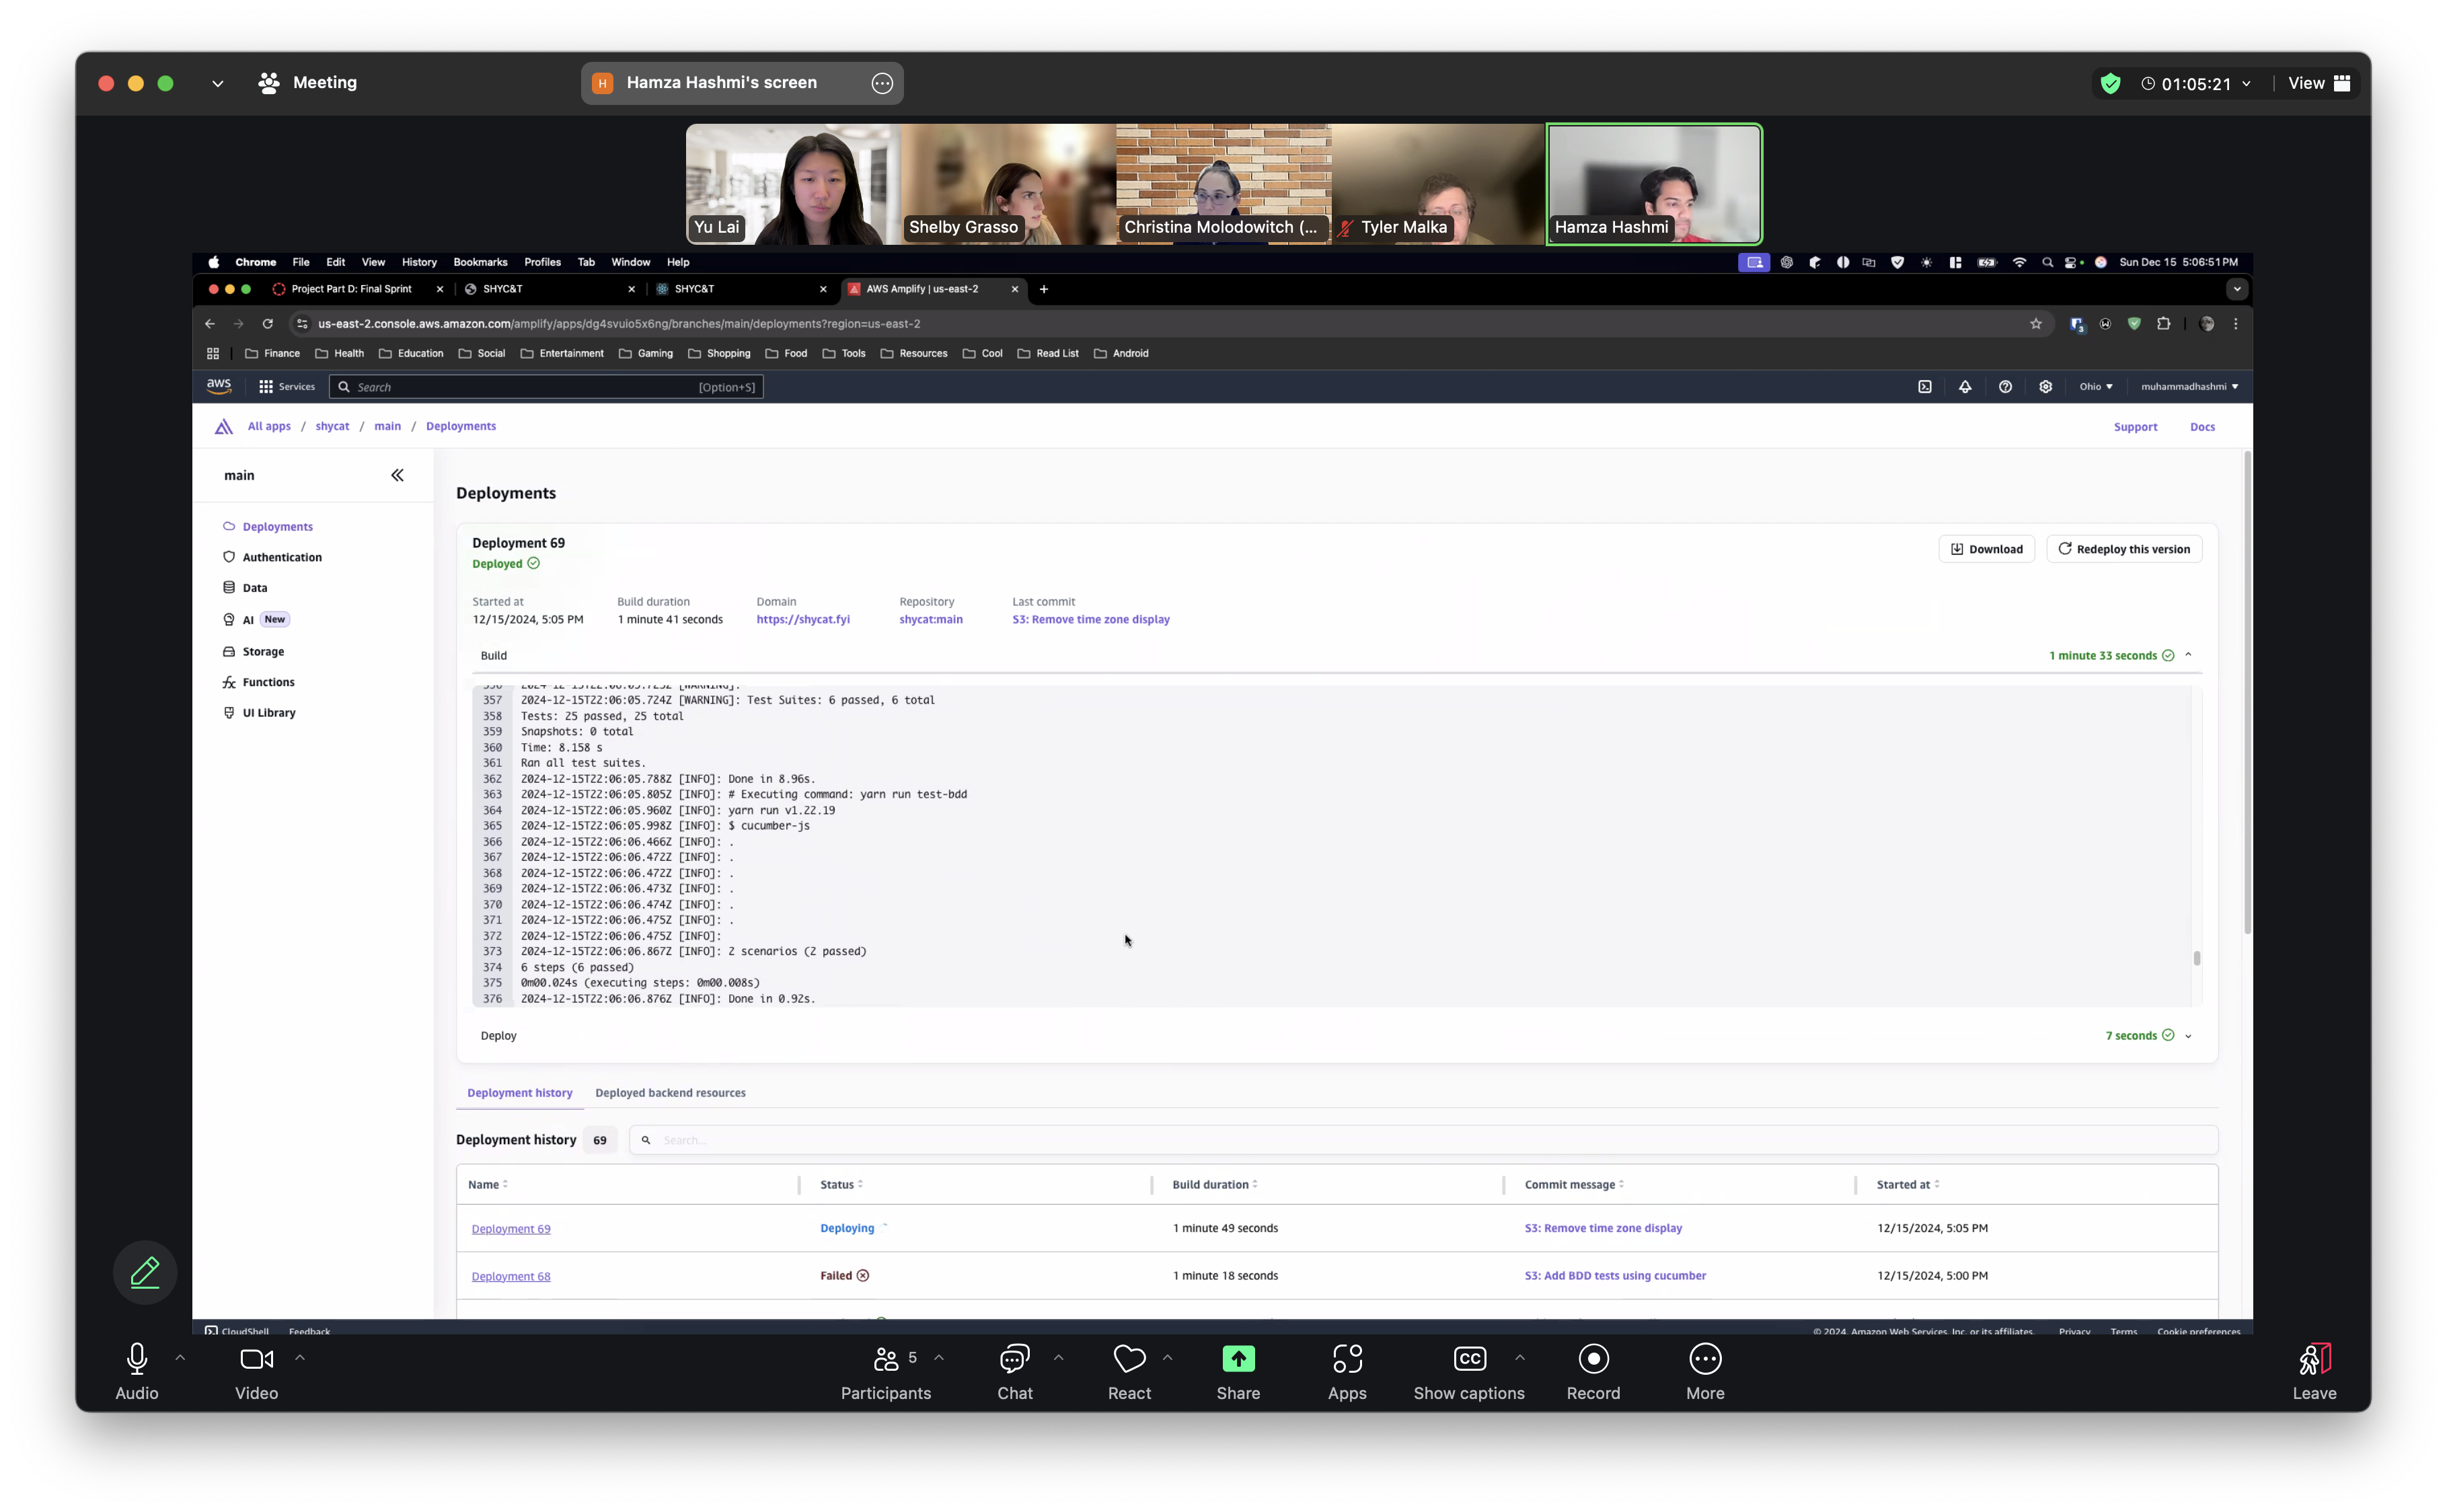 Meeting
H Hamza Hashmi's screen
01:05:21
View
Yu Lai
Shelby Grasso
Christina Molodowitch (...
Tyler Malka
Hamza Hashmi
Chrome File Edit View History Bookmarks Profiles Tab Window Help
Sun Dec 15 5:06:51 PM
Project Part D: Final Sprint
SHYC&T
SHYC&T
AWS Amplify | us-east-2
us-east-2.console.aws.amazon.com/amplify/apps/dg4svuio5x6ng/branches/main/deployments?region=us-east-2
3
Finance Health Education Social Entertainment Gaming Shopping Food Tools Resources Cool Read List Android
aws Services Search [Option+S] Ohio muhammadhashmi
All apps / shycat / main / Deployments
Support Docs
main
Deployments
Authentication
Data
AI New
Storage
Functions
UI Library
Deployments
Deployment 69
Deployed
Download
Redeploy this version
Started at Build duration Domain Repository Last commit
12/15/2024, 5:05 PM 1 minute 41 seconds https://shycat.fyi shycat:main S3: Remove time zone display
Build 1 minute 33 seconds
356 2024-12-15T22:06:05.723Z [WARNING]:
357 2024-12-15T22:06:05.724Z [WARNING]: Test Suites: 6 passed, 6 total
358 Tests: 25 passed, 25 total
359 Snapshots: 0 total
360 Time: 8.158 s
361 Ran all test suites.
362 2024-12-15T22:06:05.788Z [INFO]: Done in 8.96s.
363 2024-12-15T22:06:05.805Z [INFO]: # Executing command: yarn run test-bdd
364 2024-12-15T22:06:05.960Z [INFO]: yarn run v1.22.19
365 2024-12-15T22:06:05.998Z [INFO]: $ cucumber-js
366 2024-12-15T22:06:06.466Z [INFO]: .
367 2024-12-15T22:06:06.472Z [INFO]: .
368 2024-12-15T22:06:06.472Z [INFO]: .
369 2024-12-15T22:06:06.473Z [INFO]: .
370 2024-12-15T22:06:06.474Z [INFO]: .
371 2024-12-15T22:06:06.475Z [INFO]: .
372 2024-12-15T22:06:06.475Z [INFO]:
373 2024-12-15T22:06:06.867Z [INFO]: 2 scenarios (2 passed)
374 6 steps (6 passed)
375 0m00.024s (executing steps: 0m00.008s)
376 2024-12-15T22:06:06.876Z [INFO]: Done in 0.92s.
Deploy 7 seconds
Deployment history Deployed backend resources
Deployment history 69 Search...
Name Status Build duration Commit message Started at
Deployment 69 Deploying 1 minute 49 seconds S3: Remove time zone display 12/15/2024, 5:05 PM
Deployment 68 Failed 1 minute 18 seconds S3: Add BDD tests using cucumber 12/15/2024, 5:00 PM
CloudShell Feedback © 2024, Amazon Web Services, Inc. or its affiliates. Privacy Terms Cookie preferences
5
CC
Audio Video Participants Chat React Share Apps Show captions Record More Leave